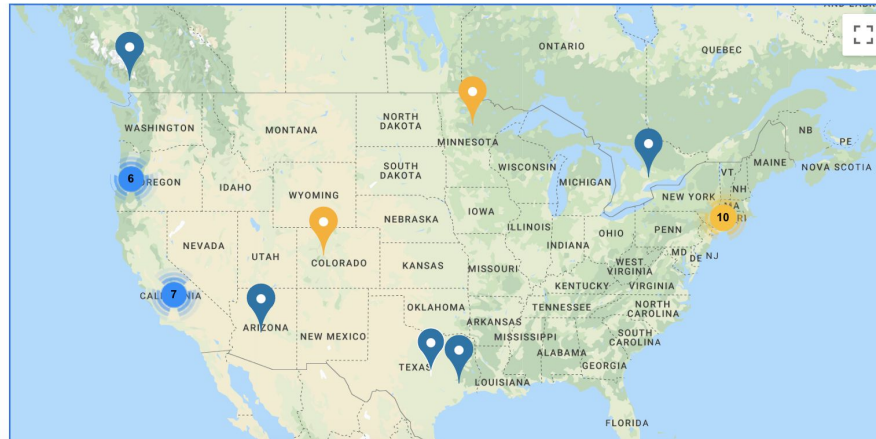 ONTARIO
QUEBEC
WASHINGTON
MONTANA
NORTH
DAKOTA
MINNESOTA
NB
PE
NOVA SCOTIA
MAINE
6
OREGON
IDAHO
WYOMING
SOUTH
DAKOTA
WISCONSIN
MICHIGAN
VT
NH
NEW YORK
MA
RI
10
NEVADA
UTAH
COLORADO
NEBRASKA
IOWA
ILLINOIS
INDIANA
OHIO
PENN
MD
DE
NJ
KANSAS
MISSOURI
WEST
VIRGINIA
KENTUCKY
VIRGINIA
7
CALIFORNIA
ARIZONA
NEW MEXICO
OKLAHOMA
ARKANSAS
TENNESSEE
NORTH
CAROLINA
MISSISSIPPI
SOUTH
CAROLINA
TEXAS
ALABAMA
GEORGIA
LOUISIANA
FLORIDA